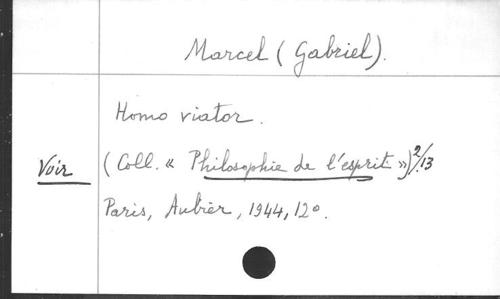 Marcel (Gabriel).
Homo viator.
Voir (Coll. « Philosophie de l'esprit ») 2/13
Paris, Aubier, 1944, 12°.